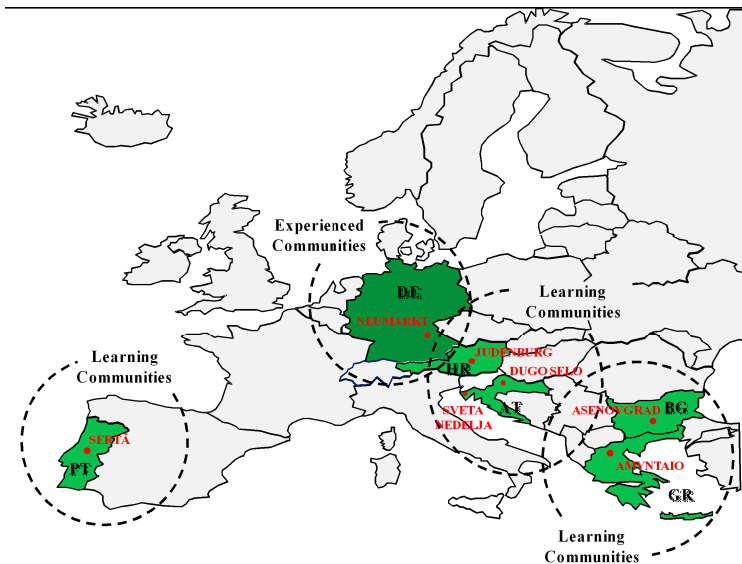 Experienced
Communities
DE
NEUMARKT
Learning
Communities
JUDENBURG
HR
DUGO SELO
AT
SVETA
NEDELJA
ASENOVGRAD
BG
AMYNTAIO
GR
Learning
Communities
Learning
Communities
SERTÃ
PT